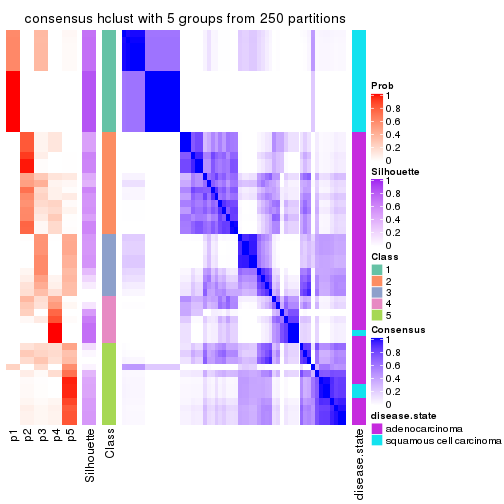 consensus hclust with 5 groups from 250 partitions
Prob
1
0.8
0.6
0.4
0.2
0
Silhouette
1
0.8
0.6
0.4
0.2
0
Class
1
2
3
4
5
Consensus
1
0.8
0.6
0.4
0.2
0
disease.state
adenocarcinoma
squamous cell carcinoma
p1
p2
p3
p4
p5
Silhouette
Class
disease.state